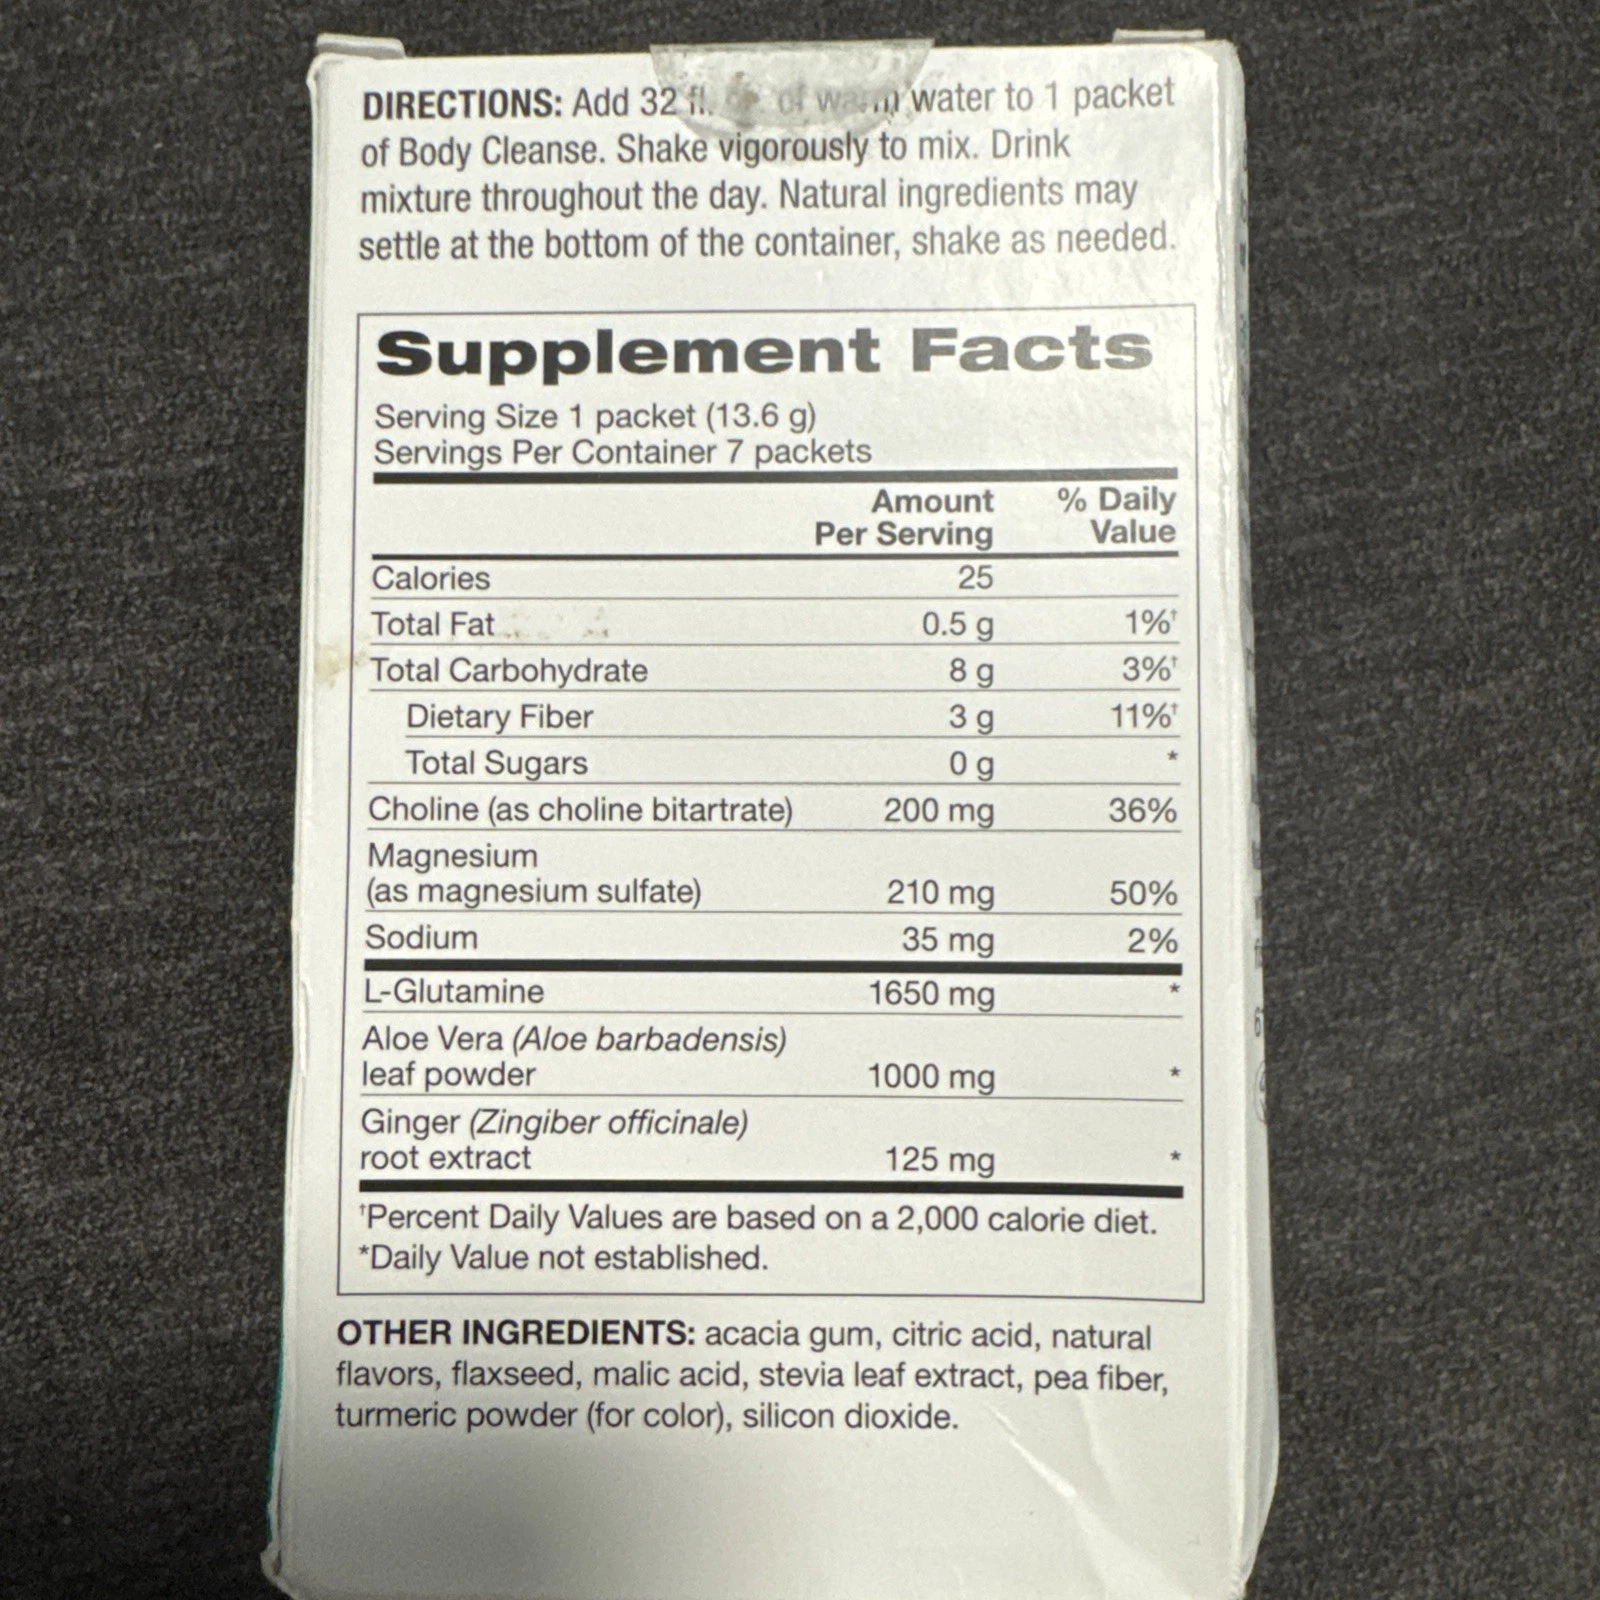 DIRECTIONS: Add 32 fl. of warm water to 1 packet
of Body Cleanse. Shake vigorously to mix. Drink
mixture throughout the day. Natural ingredients may
settle at the bottom of the container, shake as needed.
Supplement Facts
Serving Size 1 packet (13.6 g)
Servings Per Container 7 packets
Amount Per Serving % Daily Value
Calories 25
Total Fat 0.5 g 1%†
Total Carbohydrate 8 g 3%†
Dietary Fiber 3 g 11%†
Total Sugars 0 g *
Choline (as choline bitartrate) 200 mg 36%
Magnesium
(as magnesium sulfate) 210 mg 50%
Sodium 35 mg 2%
L-Glutamine 1650 mg *
Aloe Vera (Aloe barbadensis)
leaf powder 1000 mg *
Ginger (Zingiber officinale)
root extract 125 mg *
†Percent Daily Values are based on a 2,000 calorie diet.
*Daily Value not established.
OTHER INGREDIENTS: acacia gum, citric acid, natural
flavors, flaxseed, malic acid, stevia leaf extract, pea fiber,
turmeric powder (for color), silicon dioxide.